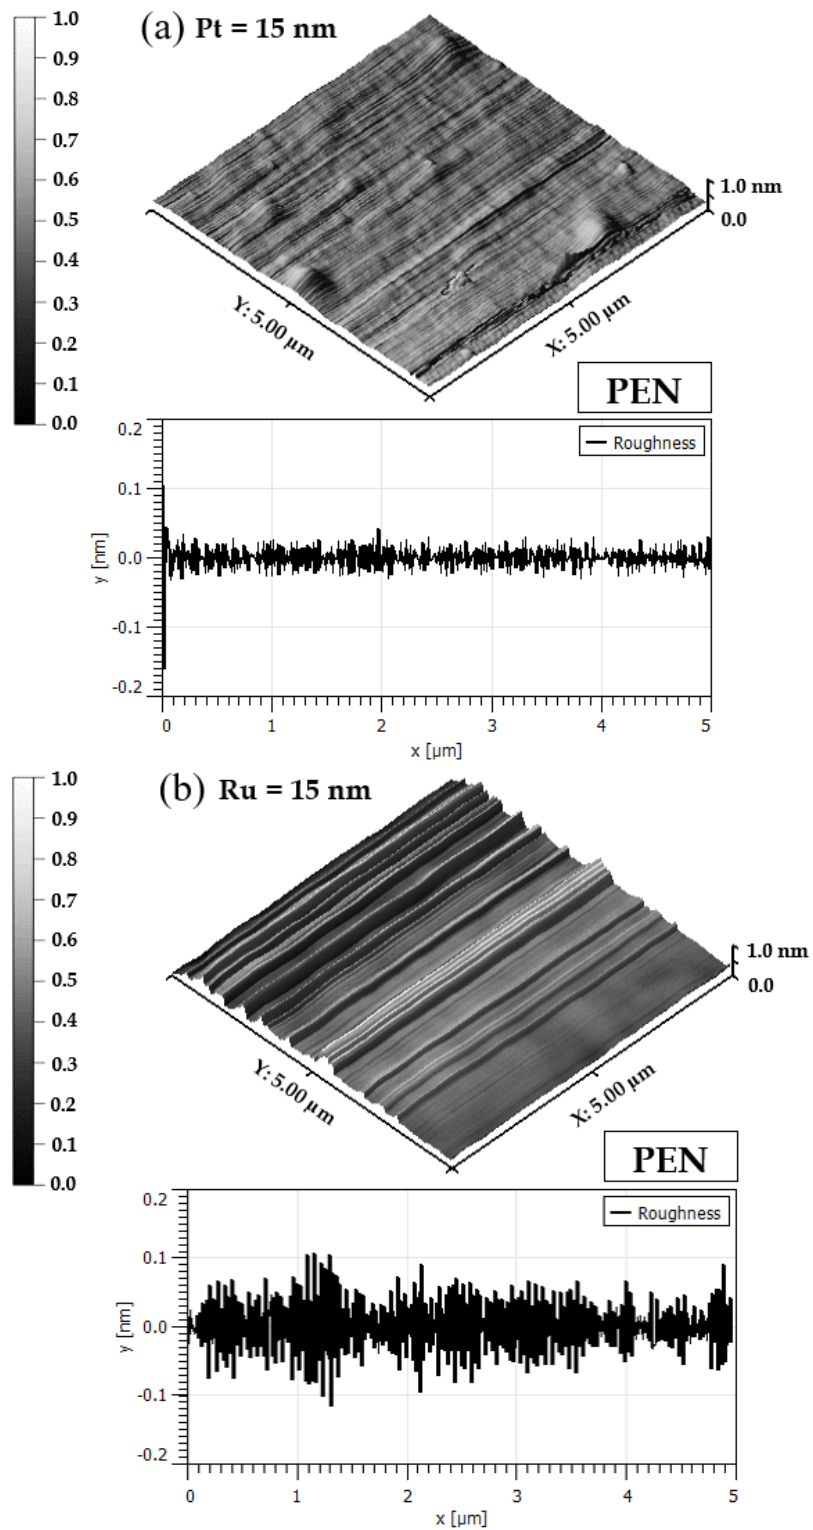 (a) Pt = 15 nm
1.0
0.9
0.8
0.7
0.6
0.5
0.4
0.3
0.2
0.1
0.0
1.0 nm
0.0
Y: 5.00 µm
X: 5.00 µm
PEN
Roughness
0.2
0.1
0.0
-0.1
-0.2
y [nm]
0 1 2 3 4 5
x [µm]
(b) Ru = 15 nm
1.0
0.9
0.8
0.7
0.6
0.5
0.4
0.3
0.2
0.1
0.0
1.0 nm
0.0
Y: 5.00 µm
X: 5.00 µm
PEN
Roughness
0.2
0.1
0.0
-0.1
-0.2
y [nm]
0 1 2 3 4 5
x [µm]